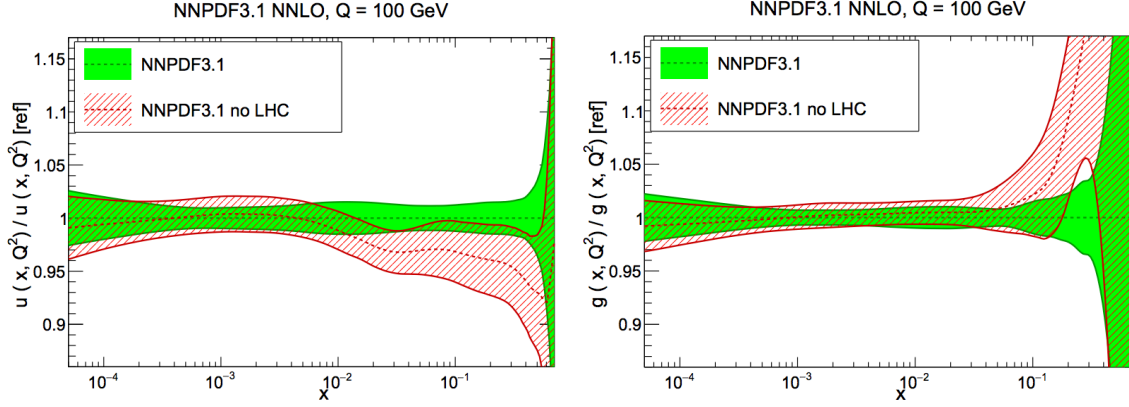 NNPDF3.1 NNLO, Q = 100 GeV
u ( x, Q²) / u ( x, Q²) [ref]
1.15
1.1
1.05
1
0.95
0.9
NNPDF3.1
NNPDF3.1 no LHC
10⁻⁴
10⁻³
10⁻²
10⁻¹
x
NNPDF3.1 NNLO, Q = 100 GeV
g ( x, Q²) / g ( x, Q²) [ref]
1.15
1.1
1.05
1
0.95
0.9
NNPDF3.1
NNPDF3.1 no LHC
10⁻⁴
10⁻³
10⁻²
10⁻¹
x